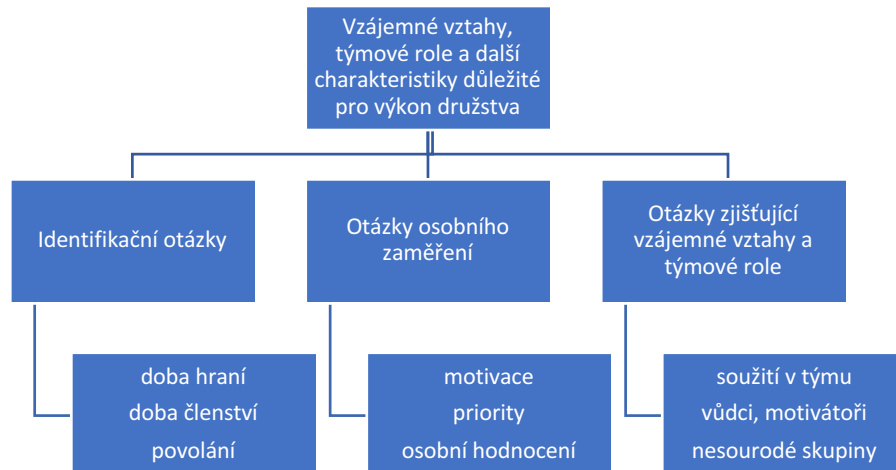 Vzájemné vztahy,
týmové role a další
charakteristiky důležité
pro výkon družstva
Identifikační otázky
Otázky osobního
zaměření
Otázky zjišťující
vzájemné vztahy a
týmové role
doba hraní
doba členství
povolání
motivace
priority
osobní hodnocení
soužití v týmu
vůdci, motivátoři
nesourodé skupiny